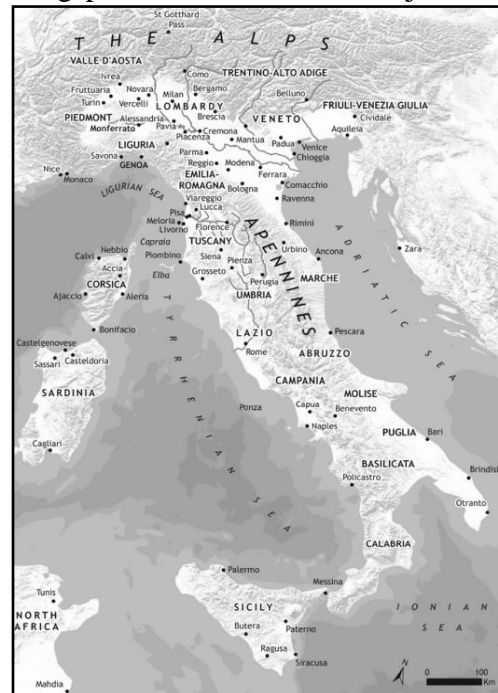 St Gotthard
Pass
THE ALPS
VALLE D'AOSTA
TRENTINO-ALTO ADIGE
Como
Ivrea
Bergamo
Belluno
FRIULI-VENEZIA GIULIA
Fruttuaria
Novara
Milan
Brescia
Turin
Vercelli
LOMBARDY
VENETO
Cividale
Aquileia
PIEDMONT
Alessandria
Monferrato
Pavia
Cremona
Piacenza
Mantua
Padua
Venice
Chioggia
LIGURIA
Parma
Savona
GENOA
Reggio
Modena
Ferrara
Nice
Monaco
EMILIA-
ROMAGNA
Comacchio
Bologna
Ravenna
LIGURIAN SEA
Viareggio
Lucca
Pisa
Rimini
Meloria
Livorno
Florence
APENNINES
Urbino
Zara
ADRIATIC SEA
Capraia
TUSCANY
Siena
Pienza
Ancona
Nebbio
Calvi
Accia
Piombino
Elba
Grosseto
Perugia
MARCHE
CORSICA
UMBRIA
Ajaccio
Aleria
TYRRHENIAN SEA
Bonifacio
LAZIO
Pescara
Rome
ABRUZZO
Castelgenovese
Sassari
Casteldoria
CAMPANIA
MOLISE
SARDINIA
Ponza
Capua
Benevento
Naples
PUGLIA
Bari
BASILICATA
Brindisi
Cagliari
Policastro
Otranto
CALABRIA
Palermo
Messina
Tunis
SICILY
IONIAN
SEA
NORTH
AFRICA
Butera
Paterno
Ragusa
Siracusa
Mahdia
N
0
100
Km